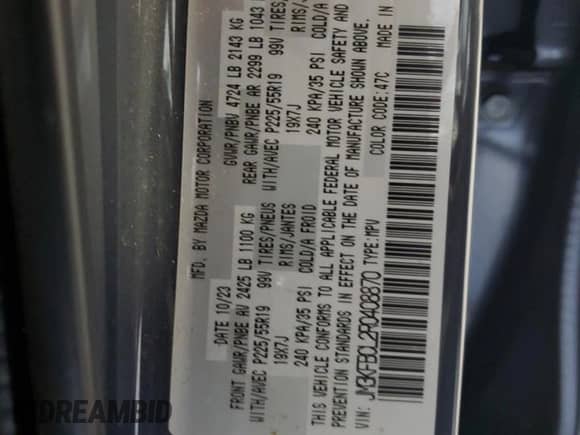 MFD. BY MAZDA MOTOR CORPORATION
10/23 GVWR/PNBV 4724 LB 2143 KG
FRONT GAWR/PNBE AV 2425 LB 1100 KG REAR GAWR/PNBE AR 2299 LB 1043
WITH/AVEC P225/55R19 99V TIRES/PNEUS WITH/AVEC P225/55R19 99V TIRES/
19X7J RIMS/JANTES 19X7J RIMS/
240 KPA/35 PSI COLD/A FROID 240 KPA/35 PSI COLD/A
THIS VEHICLE CONFORMS TO ALL APPLICABLE FEDERAL MOTOR VEHICLE SAFETY AND
PREVENTION STANDARDS IN EFFECT ON THE DATE OF MANUFACTURE SHOWN ABOVE.
VIN: JM3KFBCL2R0408870 TYPE:MPV COLOR CODE:47C MADE IN
IDREAMBID